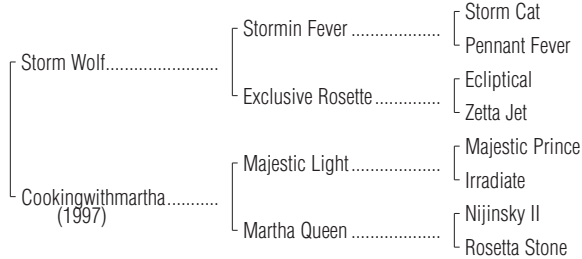 Storm Cat
Stormin Fever ...................
Pennant Fever
Storm Wolf........................
Ecliptical
Exclusive Rosette..............
Zetta Jet
Majestic Prince
Majestic Light ...................
Irradiate
Cookingwithmartha...........
(1997)
Nijinsky II
Martha Queen ...................
Rosetta Stone